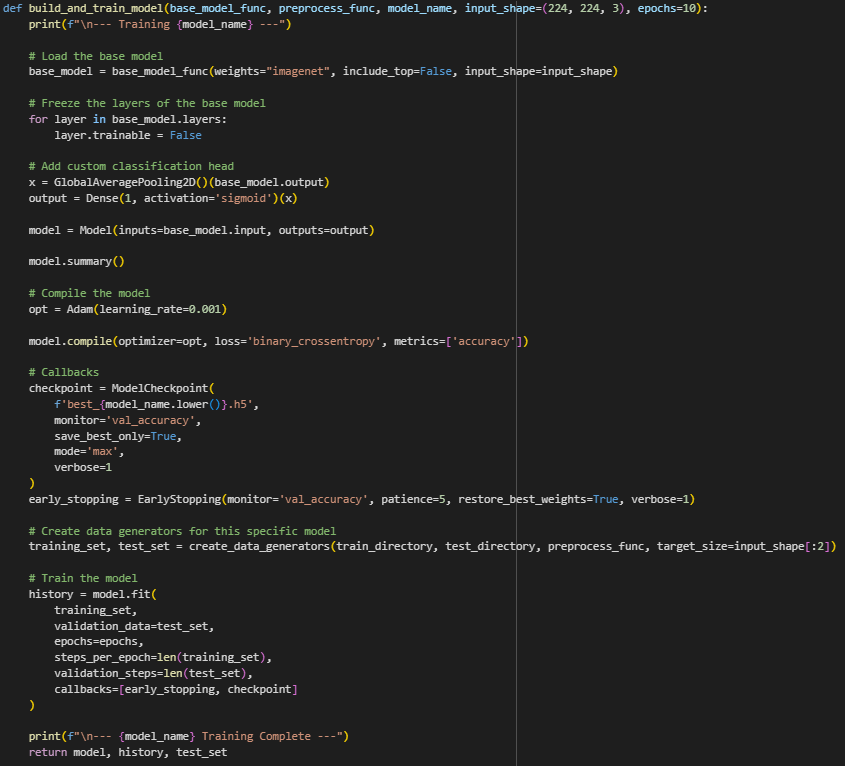 def build_and_train_model(base_model_func, preprocess_func, model_name, input_shape=(224, 224, 3), epochs=10):
    print(f"\n--- Training {model_name} ---")

    # Load the base model
    base_model = base_model_func(weights="imagenet", include_top=False, input_shape=input_shape)

    # Freeze the layers of the base model
    for layer in base_model.layers:
        layer.trainable = False

    # Add custom classification head
    x = GlobalAveragePooling2D()(base_model.output)
    output = Dense(1, activation='sigmoid')(x)

    model = Model(inputs=base_model.input, outputs=output)

    model.summary()

    # Compile the model
    opt = Adam(learning_rate=0.001)

    model.compile(optimizer=opt, loss='binary_crossentropy', metrics=['accuracy'])

    # Callbacks
    checkpoint = ModelCheckpoint(
        f'best_{model_name.lower()}.h5',
        monitor='val_accuracy',
        save_best_only=True,
        mode='max',
        verbose=1
    )
    early_stopping = EarlyStopping(monitor='val_accuracy', patience=5, restore_best_weights=True, verbose=1)

    # Create data generators for this specific model
    training_set, test_set = create_data_generators(train_directory, test_directory, preprocess_func, target_size=input_shape[:2])

    # Train the model
    history = model.fit(
        training_set,
        validation_data=test_set,
        epochs=epochs,
        steps_per_epoch=len(training_set),
        validation_steps=len(test_set),
        callbacks=[early_stopping, checkpoint]
    )

    print(f"\n--- {model_name} Training Complete ---")
    return model, history, test_set